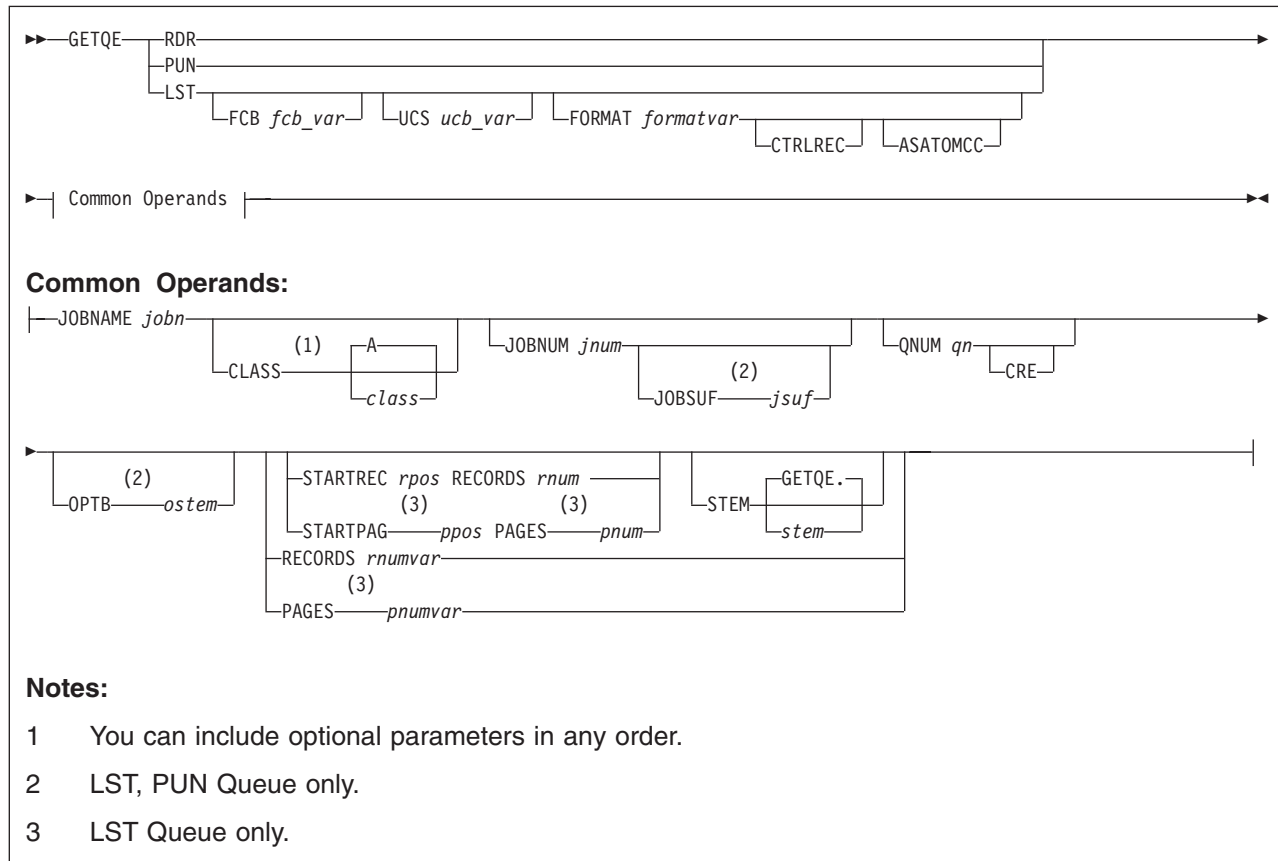 GETQE RDR
PUN
LST
FCB fcb_var UCS ucb_var FORMAT formatvar
CTRLREC ASATOMCC
Common Operands
Common Operands:
JOBNAME jobn
(1) A JOBNUM jnum QNUM qn
CLASS (2) CRE
class JOBSUF jsuf
(2) STARTREC rpos RECORDS rnum GETQE.
OPTB ostem (3) (3) STEM
STARTPAG ppos PAGES pnum stem
RECORDS rnumvar
(3)
PAGES pnumvar
Notes:
1 You can include optional parameters in any order.
2 LST, PUN Queue only.
3 LST Queue only.